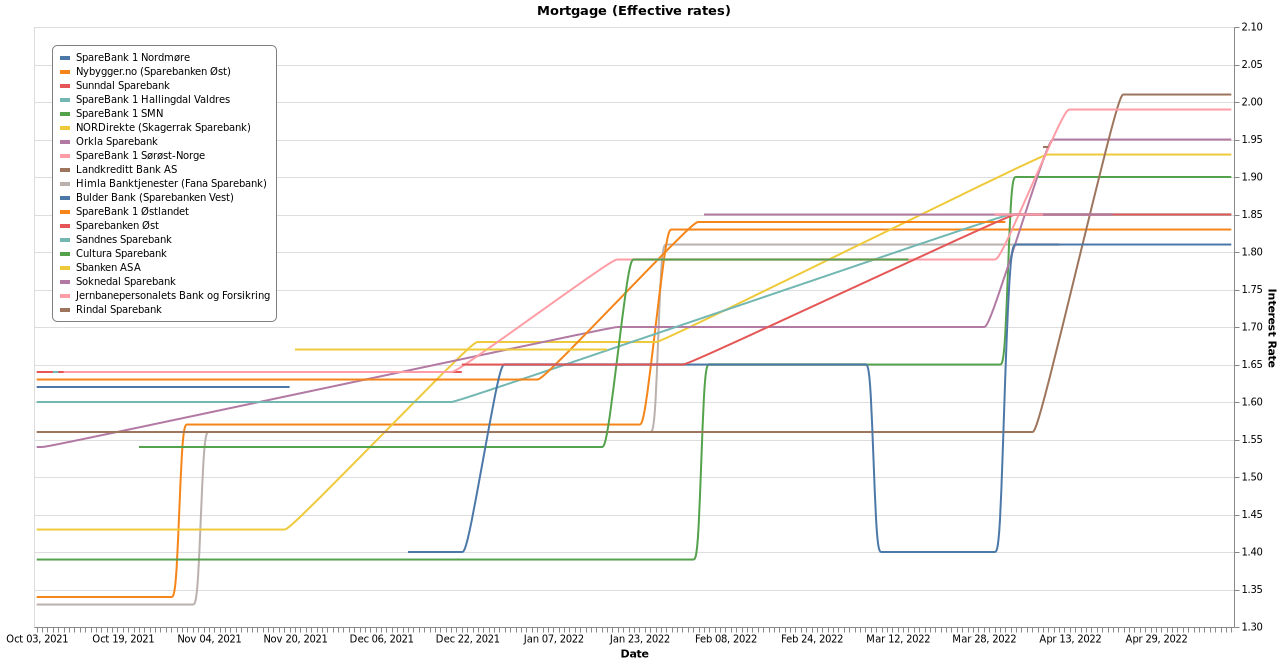 Mortgage (Effective rates)
SpareBank 1 Nordmøre
Nybygger.no (Sparebanken Øst)
Sunndal Sparebank
SpareBank 1 Hallingdal Valdres
SpareBank 1 SMN
NORDirekte (Skagerrak Sparebank)
Orkla Sparebank
SpareBank 1 Sørøst-Norge
Landkreditt Bank AS
Himla Banktjenester (Fana Sparebank)
Bulder Bank (Sparebanken Vest)
SpareBank 1 Østlandet
Sparebanken Øst
Sandnes Sparebank
Cultura Sparebank
Sbanken ASA
Soknedal Sparebank
Jernbanepersonalets Bank og Forsikring
Rindal Sparebank
2.10
2.05
2.00
1.95
1.90
1.85
1.80
1.75
1.70
1.65
1.60
1.55
1.50
1.45
1.40
1.35
1.30
Interest Rate
Oct 03, 2021 Oct 19, 2021 Nov 04, 2021 Nov 20, 2021 Dec 06, 2021 Dec 22, 2021 Jan 07, 2022 Jan 23, 2022 Feb 08, 2022 Feb 24, 2022 Mar 12, 2022 Mar 28, 2022 Apr 13, 2022 Apr 29, 2022
Date